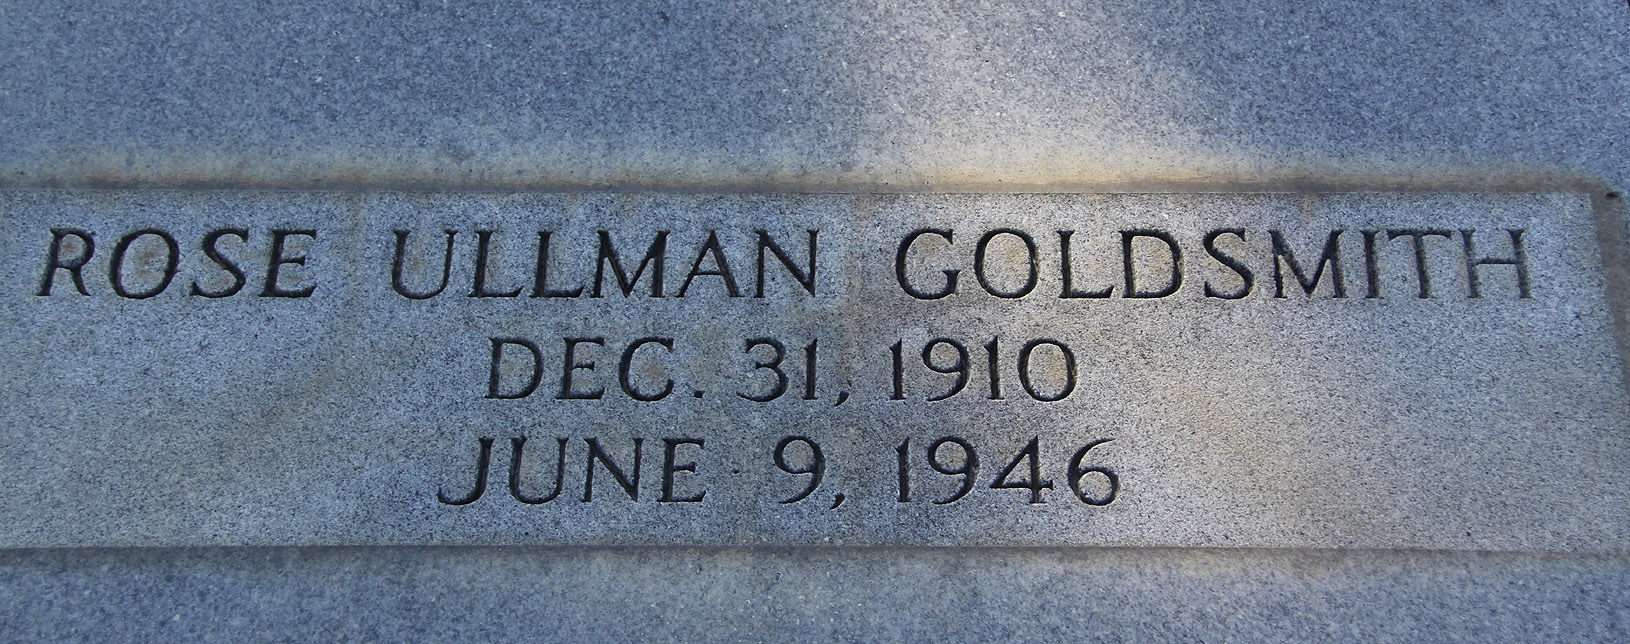 ROSE ULLMAN GOLDSMITH
DEC. 31, 1910
JUNE 9, 1946